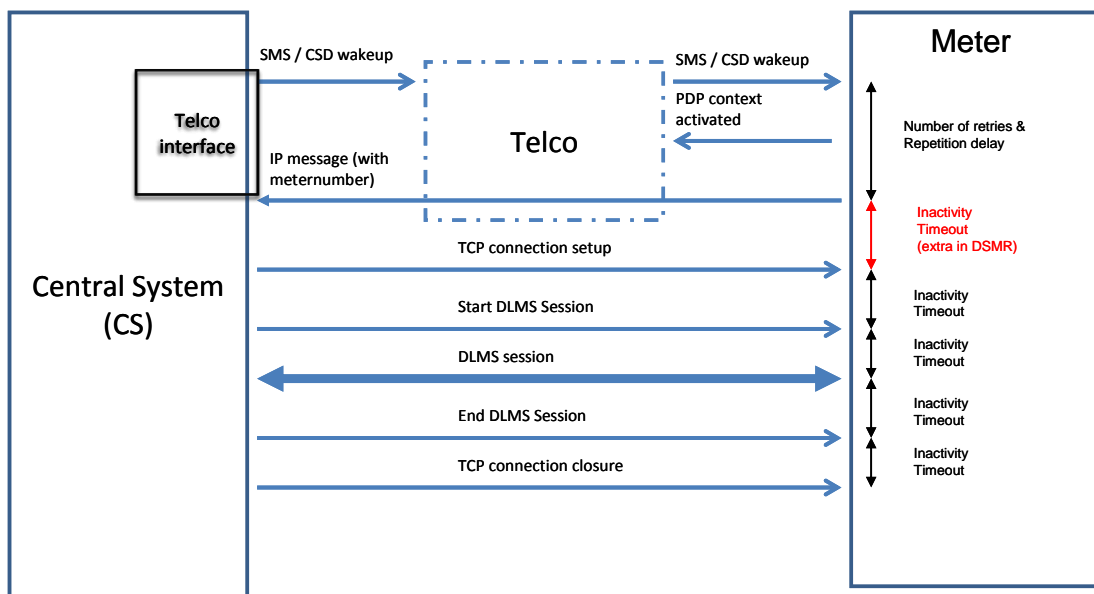 Meter
SMS / CSD wakeup
SMS / CSD wakeup
PDP context
activated
Telco
interface
Telco
Number of retries &
Repetition delay
IP message (with
meternumber)
Inactivity
Timeout
(extra in DSMR)
TCP connection setup
Central System
(CS)
Inactivity
Timeout
Start DLMS Session
Inactivity
Timeout
DLMS session
Inactivity
Timeout
End DLMS Session
Inactivity
Timeout
TCP connection closure